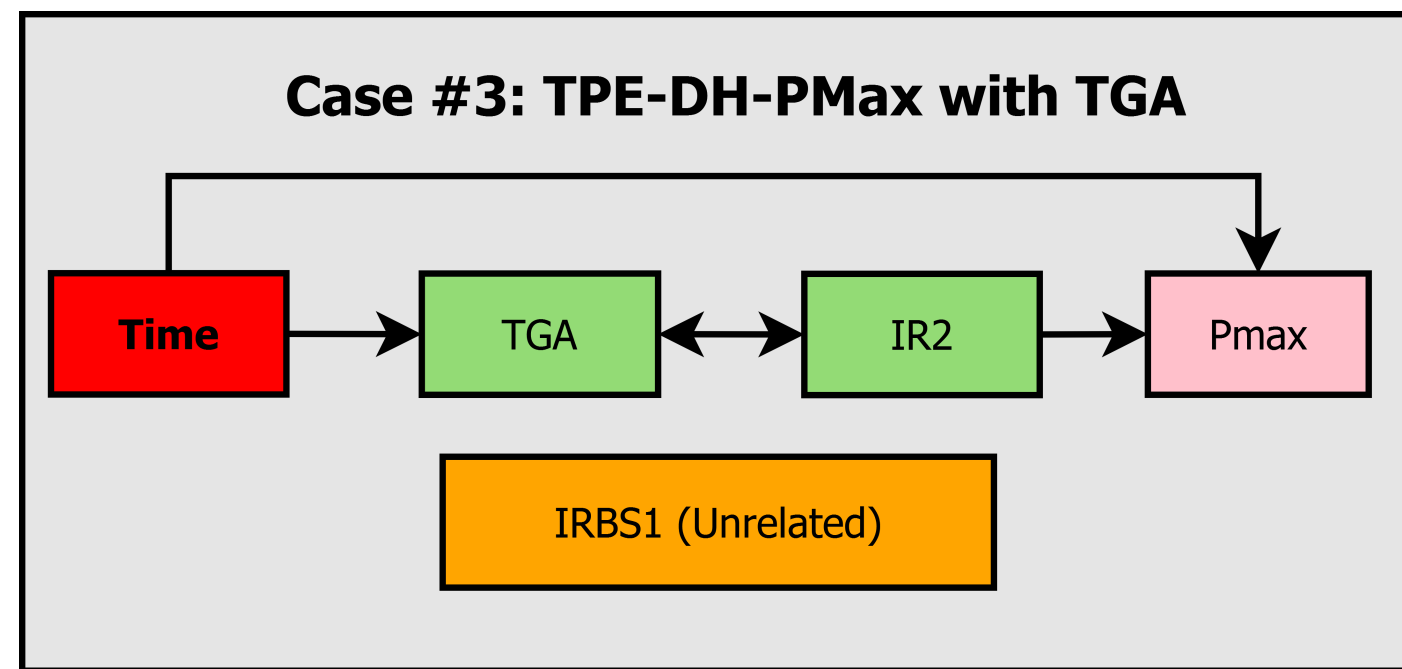 Case #3: TPE-DH-PMax with TGA
Time
TGA
IR2
Pmax
IRBS1 (Unrelated)